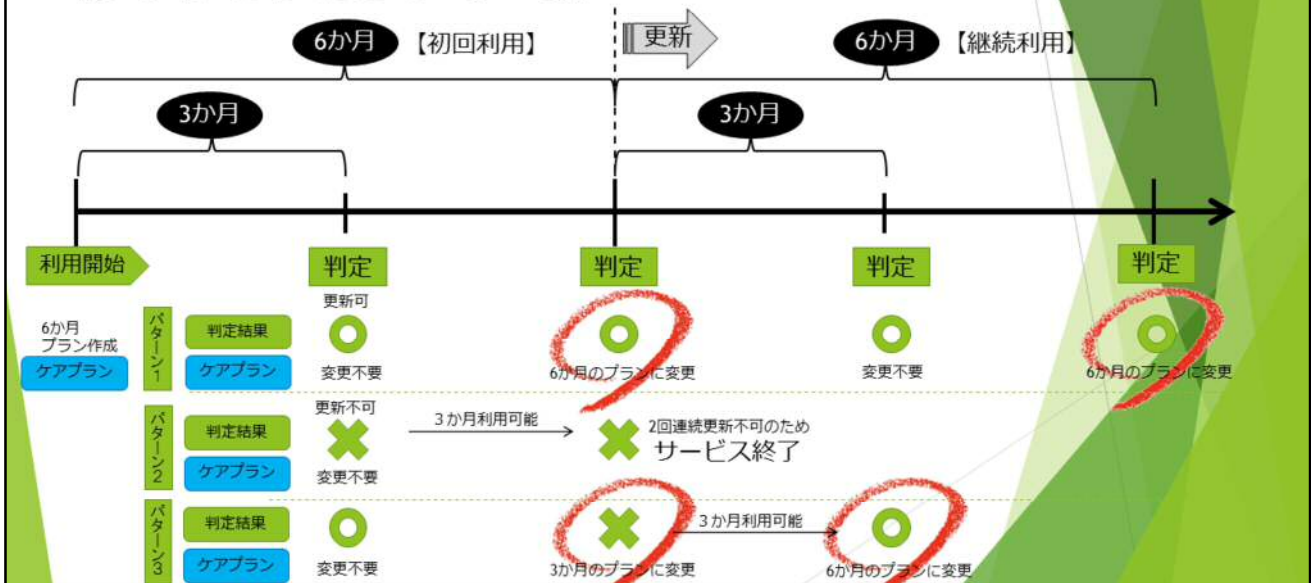 6か月 【初回利用】 更新 6か月 【継続利用】
3か月 3か月
利用開始 判定 判定 判定 判定
6か月
プラン作成
ケアプラン
パターン1
更新可
判定結果
ケアプラン 変更不要 6か月のプランに変更 変更不要 6か月のプランに変更
パターン2
更新不可
判定結果 3か月利用可能 2回連続更新不可のため
サービス終了
ケアプラン 変更不要
パターン3
判定結果 3か月利用可能
ケアプラン 変更不要 3か月のプランに変更 6か月のプランに変更